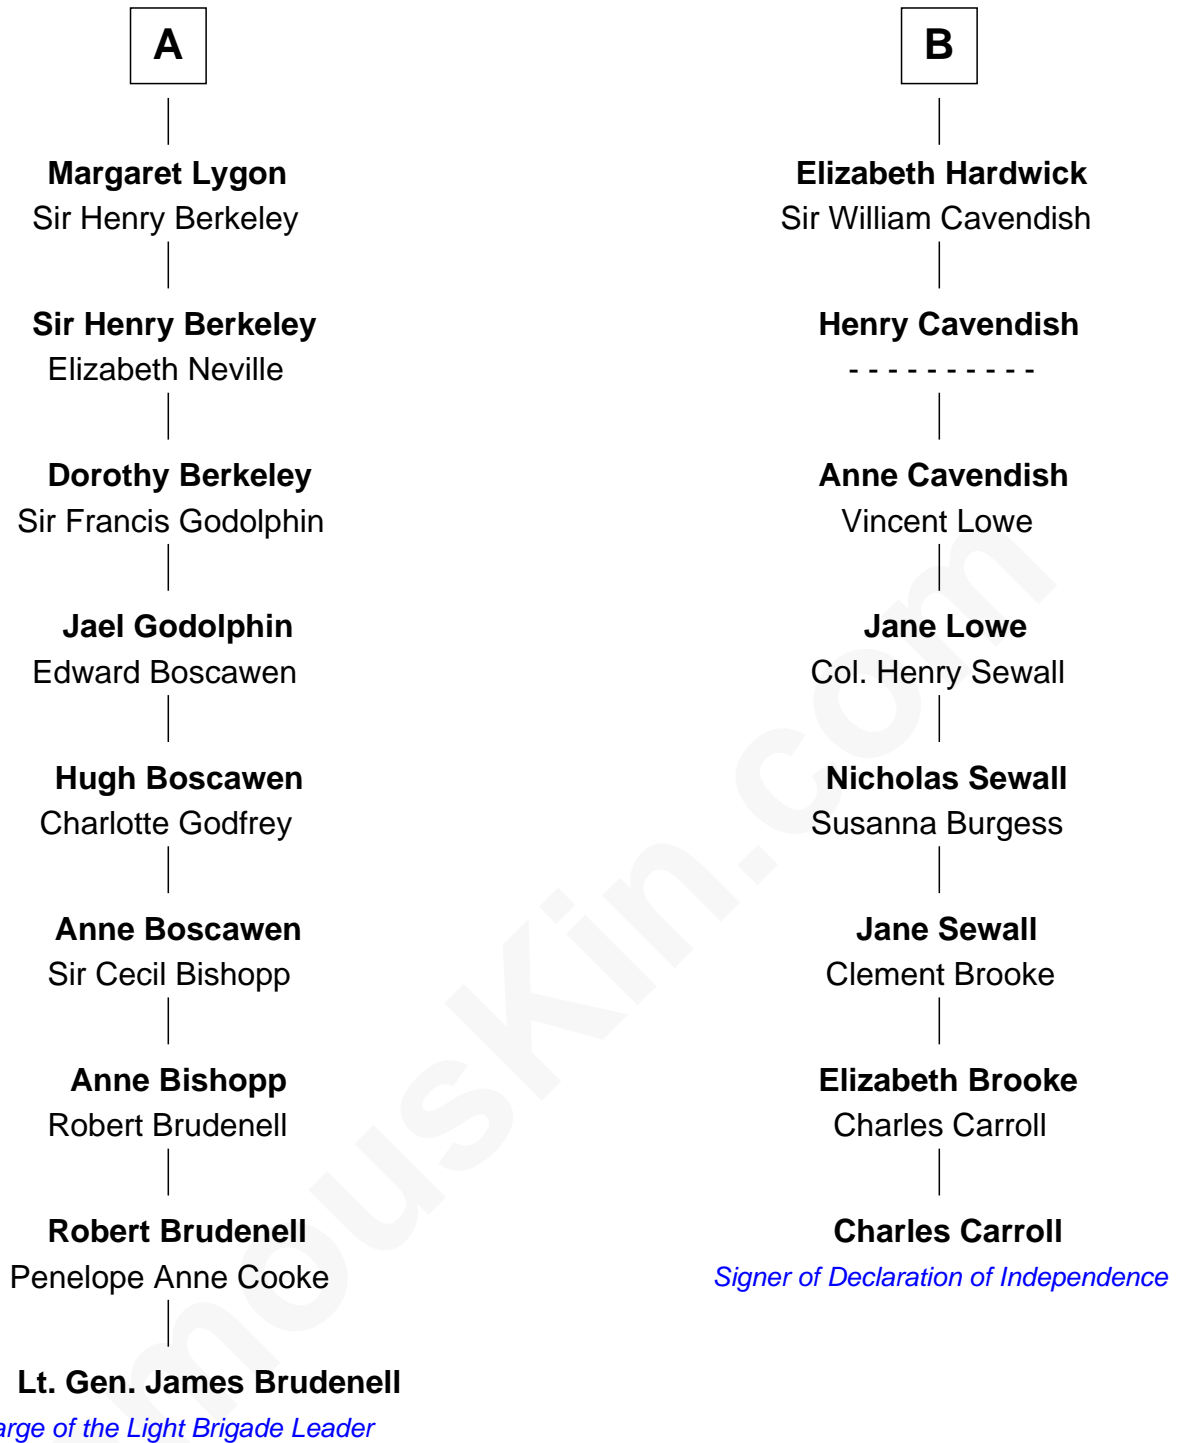 A
Margaret Lygon
Sir Henry Berkeley
Sir Henry Berkeley
Elizabeth Neville
Dorothy Berkeley
Sir Francis Godolphin
Jael Godolphin
Edward Boscawen
Hugh Boscawen
Charlotte Godfrey
Anne Boscawen
Sir Cecil Bishopp
Anne Bishopp
Robert Brudenell
Robert Brudenell
Penelope Anne Cooke
Lt. Gen. James Brudenell
of the Light Brigade Leader
B
Elizabeth Hardwick
Sir William Cavendish
Henry Cavendish
- - - - - - - - - -
Anne Cavendish
Vincent Lowe
Jane Lowe
Col. Henry Sewall
Nicholas Sewall
Susanna Burgess
Jane Sewall
Clement Brooke
Elizabeth Brooke
Charles Carroll
Charles Carroll
Signer of Declaration of Independence
mousKin.com